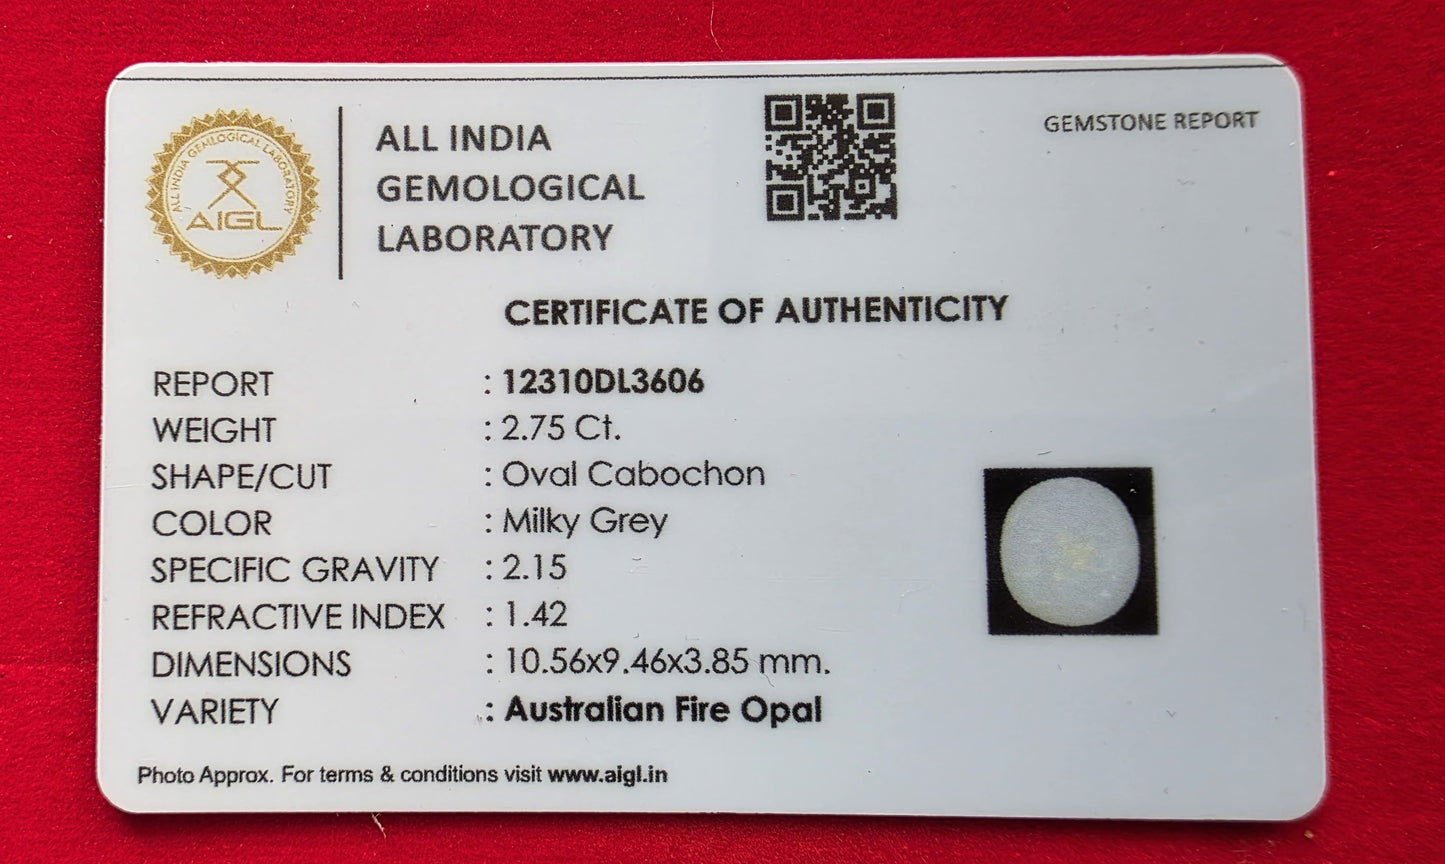 ALL INDIA GENLOGICAL LABORATORY
AIGL
ALL INDIA
GEMOLOGICAL
LABORATORY
GEMSTONE REPORT
CERTIFICATE OF AUTHENTICITY
REPORT : 12310DL3606
WEIGHT : 2.75 Ct.
SHAPE/CUT : Oval Cabochon
COLOR : Milky Grey
SPECIFIC GRAVITY : 2.15
REFRACTIVE INDEX : 1.42
DIMENSIONS : 10.56x9.46x3.85 mm.
VARIETY : Australian Fire Opal
Photo Approx. For terms & conditions visit www.aigl.in